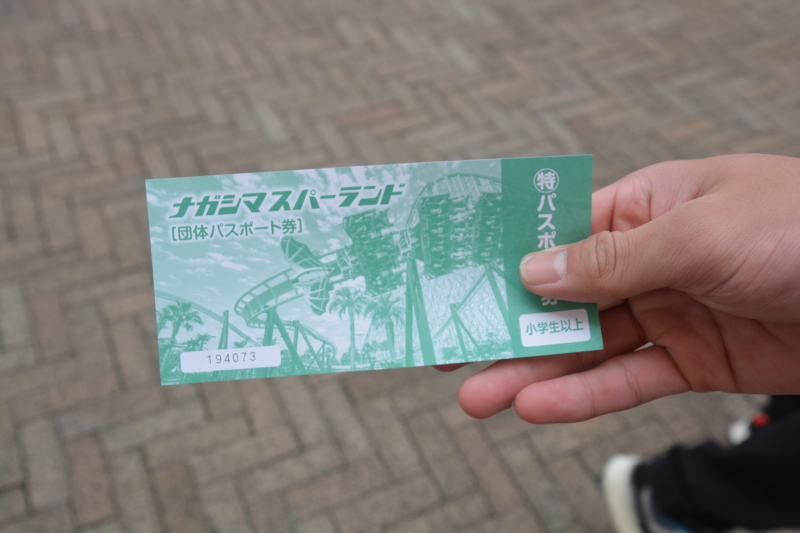 ナガシマスパーランド
[団体パスポート券]
194073
㊕パスポ
券
小学生以上